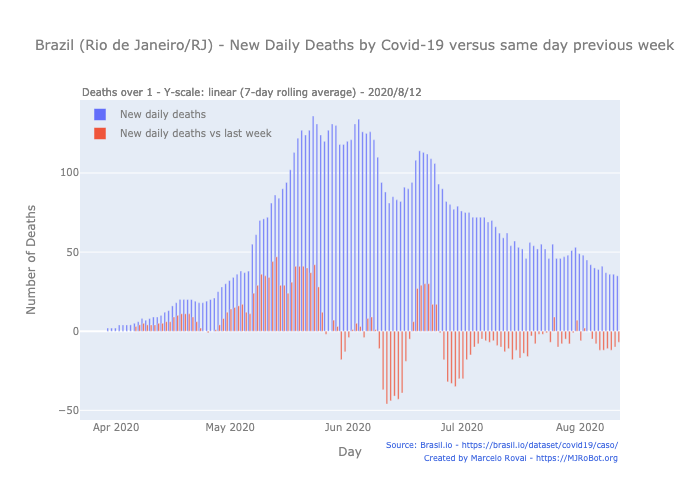 Brazil (Rio de Janeiro/RJ) - New Daily Deaths by Covid-19 versus same day previous week
Deaths over 1 - Y-scale: linear (7-day rolling average) - 2020/8/12
New daily deaths
New daily deaths vs last week
Number of Deaths
100
50
0
−50
Apr 2020 May 2020 Jun 2020 Jul 2020 Aug 2020
Day
Source: Brasil.io - https://brasil.io/dataset/covid19/caso/
Created by Marcelo Rovai - https://MJRoBot.org